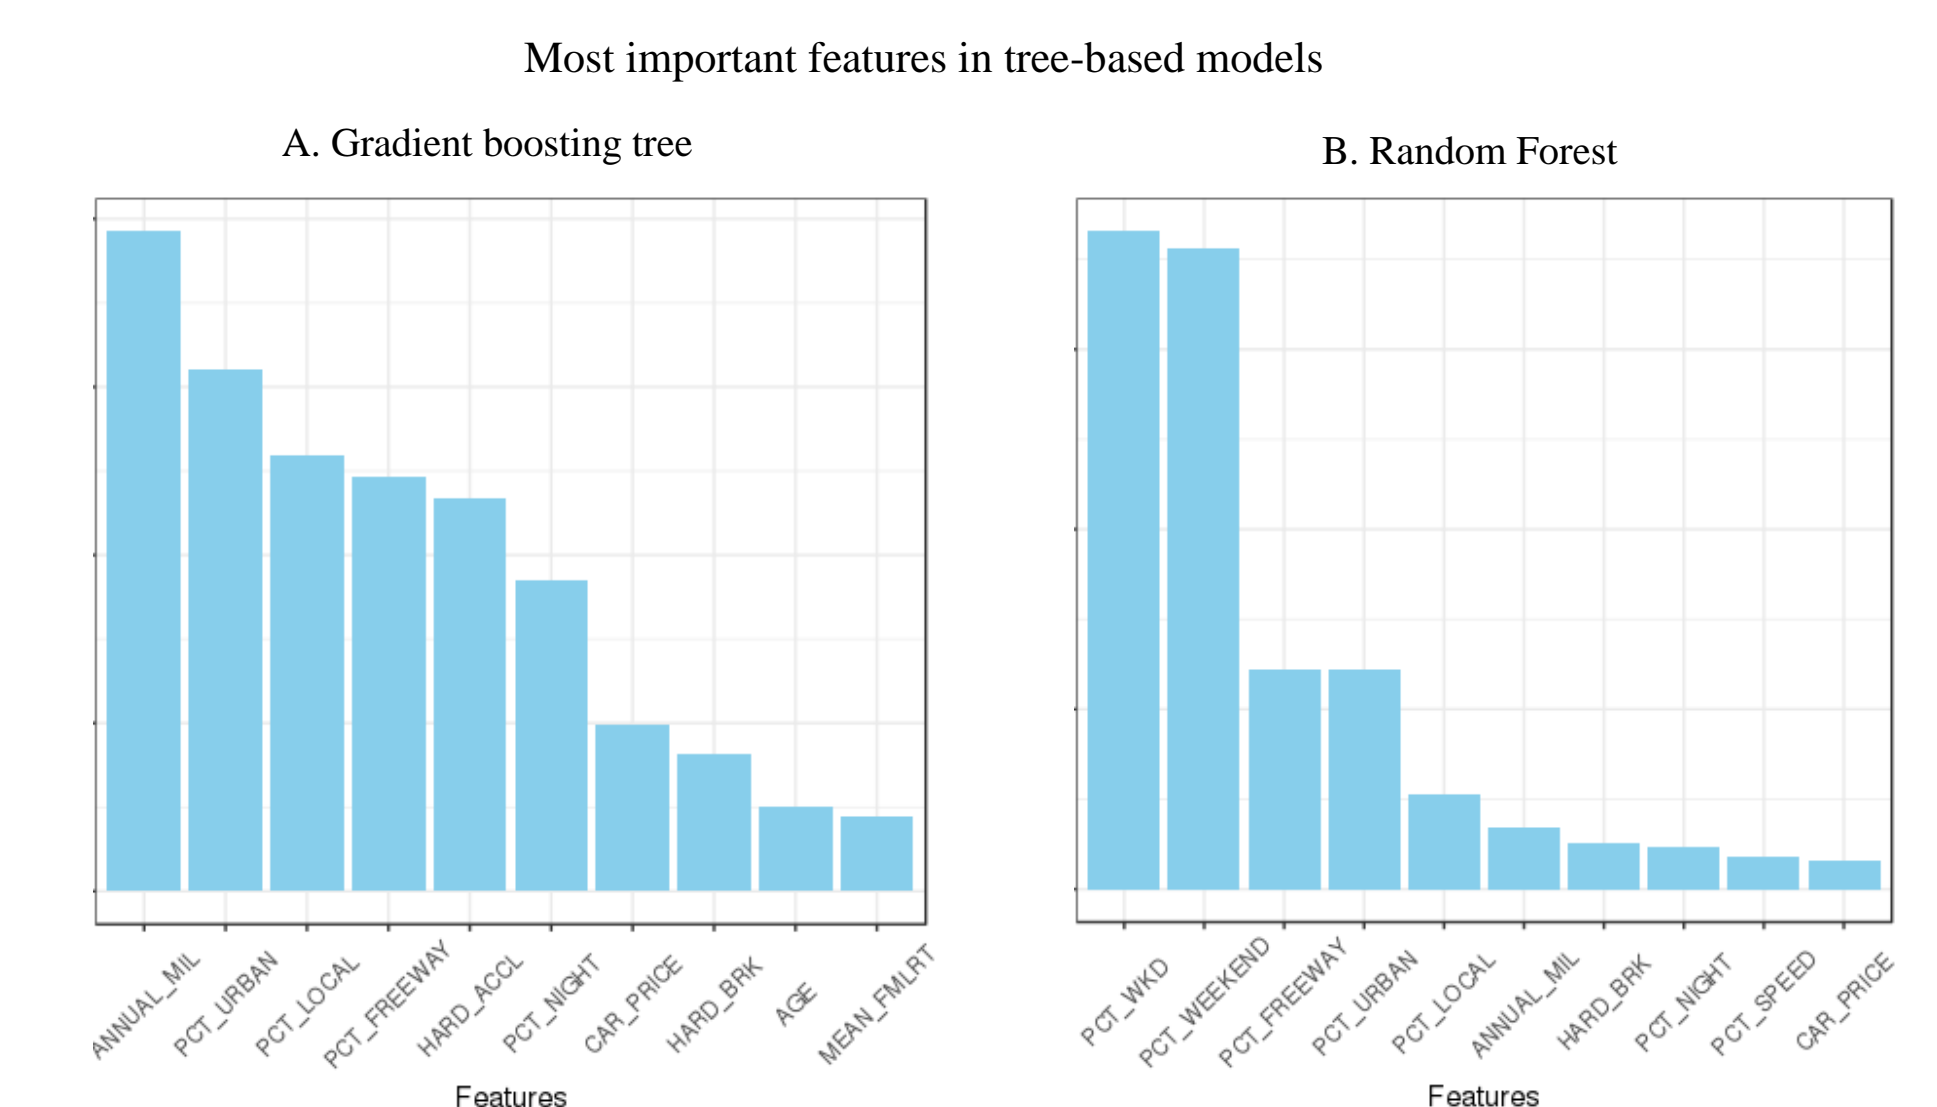 Most important features in tree-based models
A. Gradient boosting tree
B. Random Forest
ANNUAL_MIL
PCT_URBAN
PCT_LOCAL
PCT_FREEWAY
HARD_ACCL
PCT_NIGHT
CAR_PRICE
HARD_BRK
AGE
MEAN_FMLRT
Features
PCT_WKD
PCT_WEEKEND
PCT_FREEWAY
PCT_URBAN
PCT_LOCAL
ANNUAL_MIL
HARD_BRK
PCT_NIGHT
PCT_SPEED
CAR_PRICE
Features